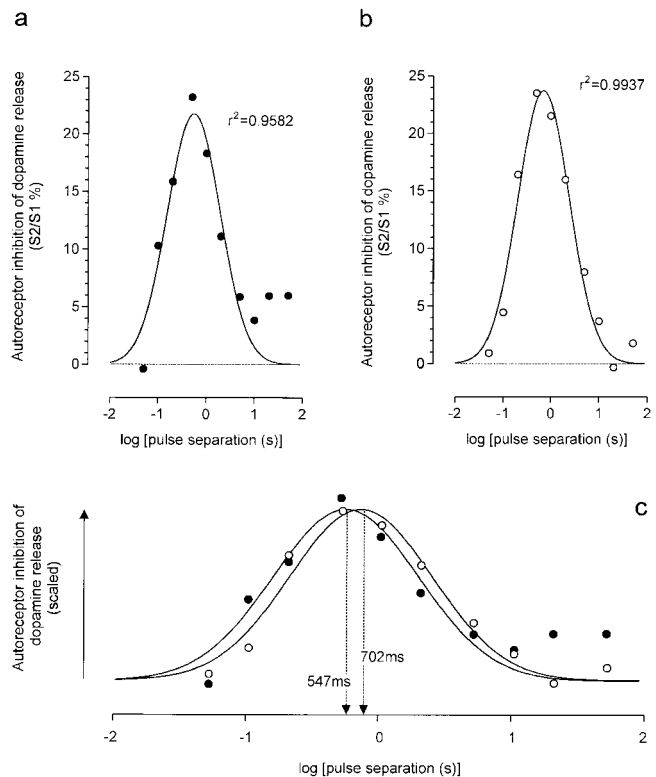 a
Autoreceptor inhibition of dopamine release
(S2/S1 %)
25
20
15
10
5
0
r²=0.9582
-2 -1 0 1 2
log [pulse separation (s)]
b
Autoreceptor inhibition of dopamine release
(S2/S1 %)
25
20
15
10
5
0
r²=0.9937
-2 -1 0 1 2
log [pulse separation (s)]
c
Autoreceptor inhibition of
dopamine release
(scaled)
702ms
547ms
-2 -1 0 1 2
log [pulse separation (s)]